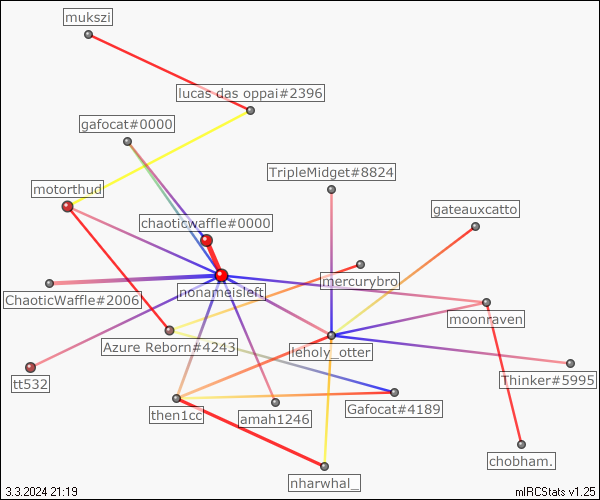 mukszi
lucas das oppai#2396
gafocat#0000
TripleMidget#8824
motorthud
gateauxcatto
chaoticwaffle#0000
mercurybro
nonameisleft
ChaoticWaffle#2006
moonraven
Azure Reborn#4243
leholy_otter
Thinker#5995
tt532
Gafocat#4189
then1cc
amah1246
chobham.
nharwhal_
3.3.2024 21:19
mIRCStats v1.25